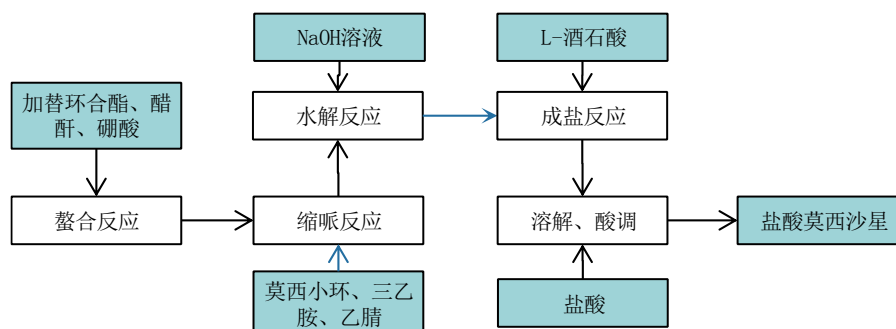 NaOH溶液
L-酒石酸
加替环合酯、醋
酐、硼酸
水解反应
成盐反应
螯合反应
缩哌反应
溶解、酸调
盐酸莫西沙星
莫西小环、三乙
胺、乙腈
盐酸